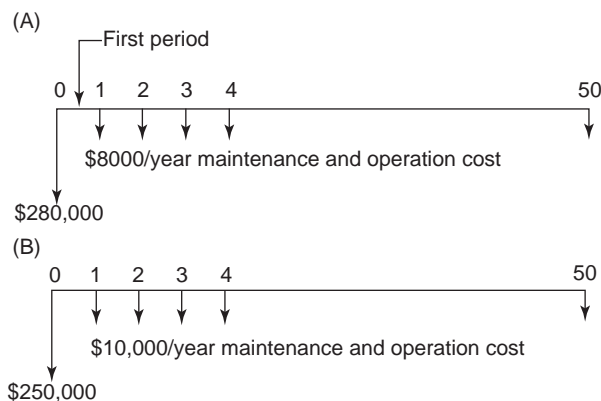 (A)
First period
0 1 2 3 4 50
$8000/year maintenance and operation cost
$280,000
(B)
0 1 2 3 4 50
$10,000/year maintenance and operation cost
$250,000